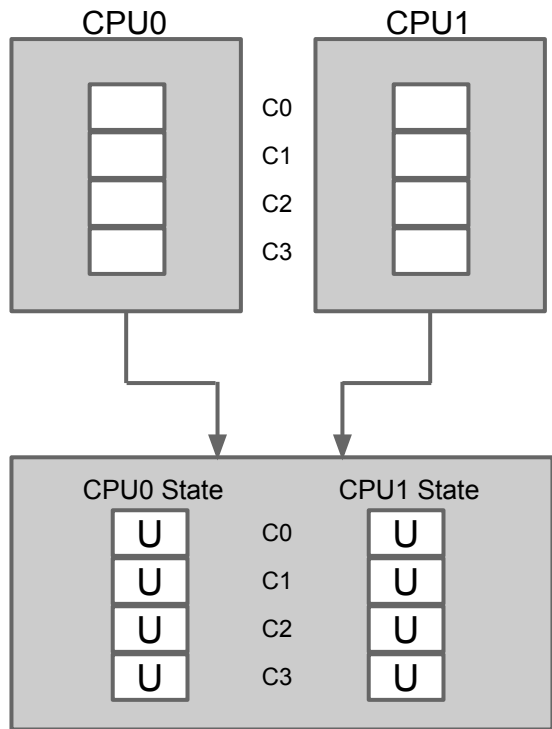 CPU0 CPU1
C0
C1
C2
C3
CPU0 State CPU1 State
U C0 U
U C1 U
U C2 U
U C3 U